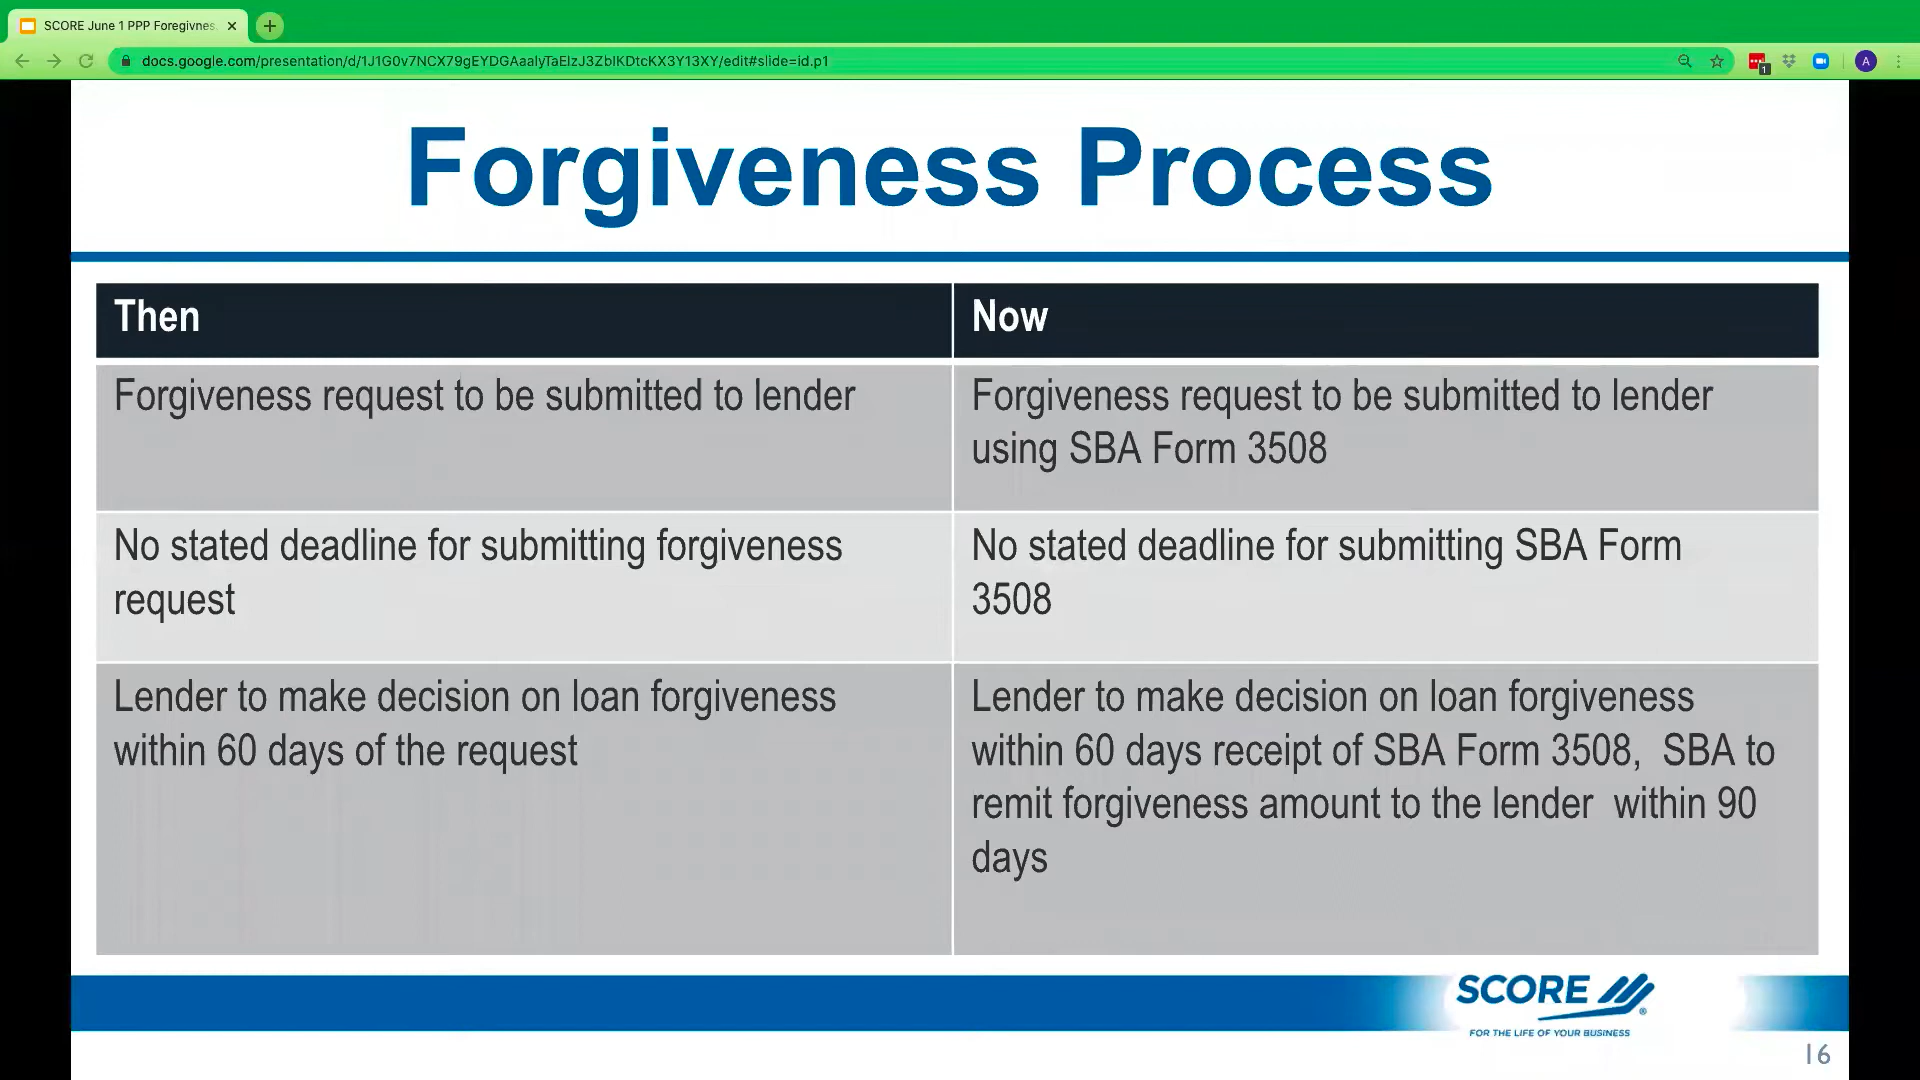 SCORE June 1 PPP Foregivnes
docs.google.com/presentation/d/1J1G0v7NCX79gEYDGAaalyTaElzJ3ZbIKDtcKX3Y13XY/edit#slide=id.p1
1
A
Forgiveness Process
Then
Now
Forgiveness request to be submitted to lender
Forgiveness request to be submitted to lender
using SBA Form 3508
No stated deadline for submitting forgiveness
request
No stated deadline for submitting SBA Form
3508
Lender to make decision on loan forgiveness
within 60 days of the request
Lender to make decision on loan forgiveness
within 60 days receipt of SBA Form 3508, SBA to
remit forgiveness amount to the lender within 90
days
SCORE
FOR THE LIFE OF YOUR BUSINESS
16